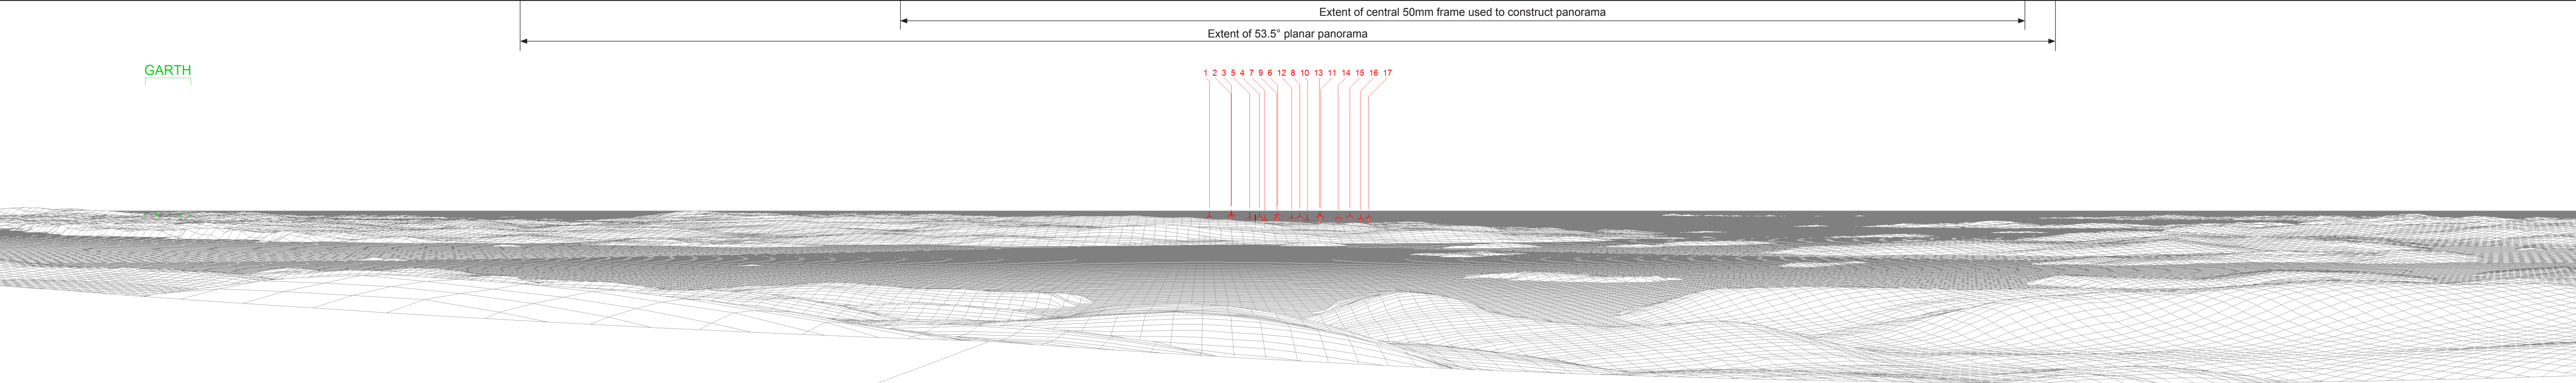 Extent of central 50mm frame used to construct panorama
Extent of 53.5° planar panorama
GARTH
1 2 3 5 4 7 9 6 12 8 10 13 11 14 15 16 17